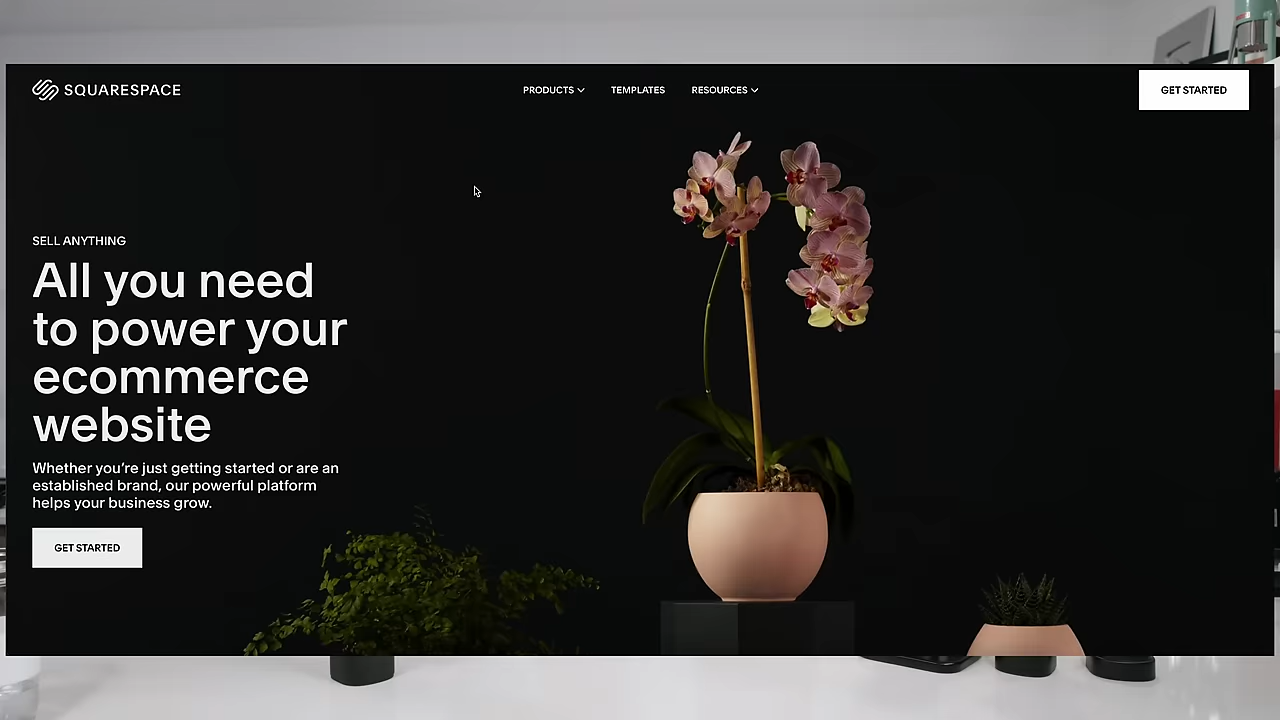 SQUARESPACE
PRODUCTS
TEMPLATES
RESOURCES
GET STARTED
SELL ANYTHING
All you need
to power your
ecommerce
website
Whether you’re just getting started or are an
established brand, our powerful platform
helps your business grow.
GET STARTED